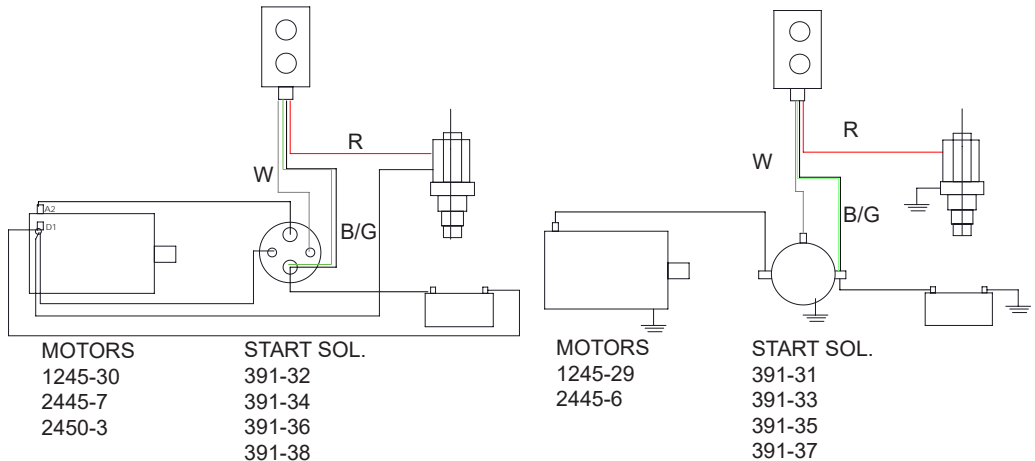 R
W
B/G
A2
D1
MOTORS
1245-30
2445-7
2450-3
START SOL.
391-32
391-34
391-36
391-38
R
W
B/G
MOTORS
1245-29
2445-6
START SOL.
391-31
391-33
391-35
391-37